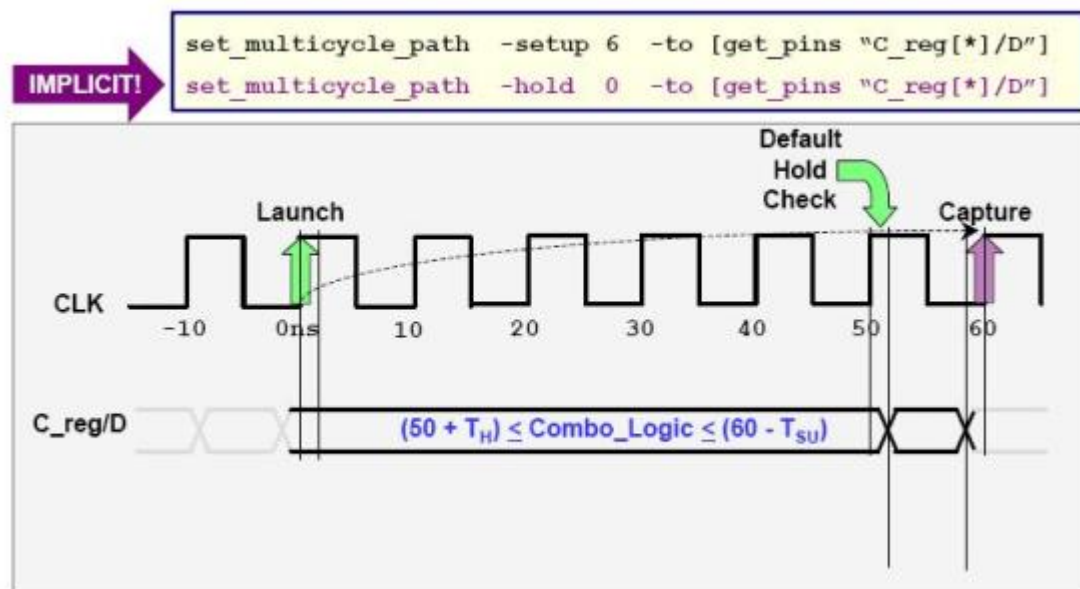 set_multicycle_path -setup 6 -to [get_pins “C_reg[*]/D”]
IMPLICIT!
set_multicycle_path -hold 0 -to [get_pins “C_reg[*]/D”]
Default
Hold
Check
Launch
Capture
CLK
-10 0ns 10 20 30 40 50 60
C_reg/D
(50 + T_H) ≤ Combo_Logic ≤ (60 - T_SU)